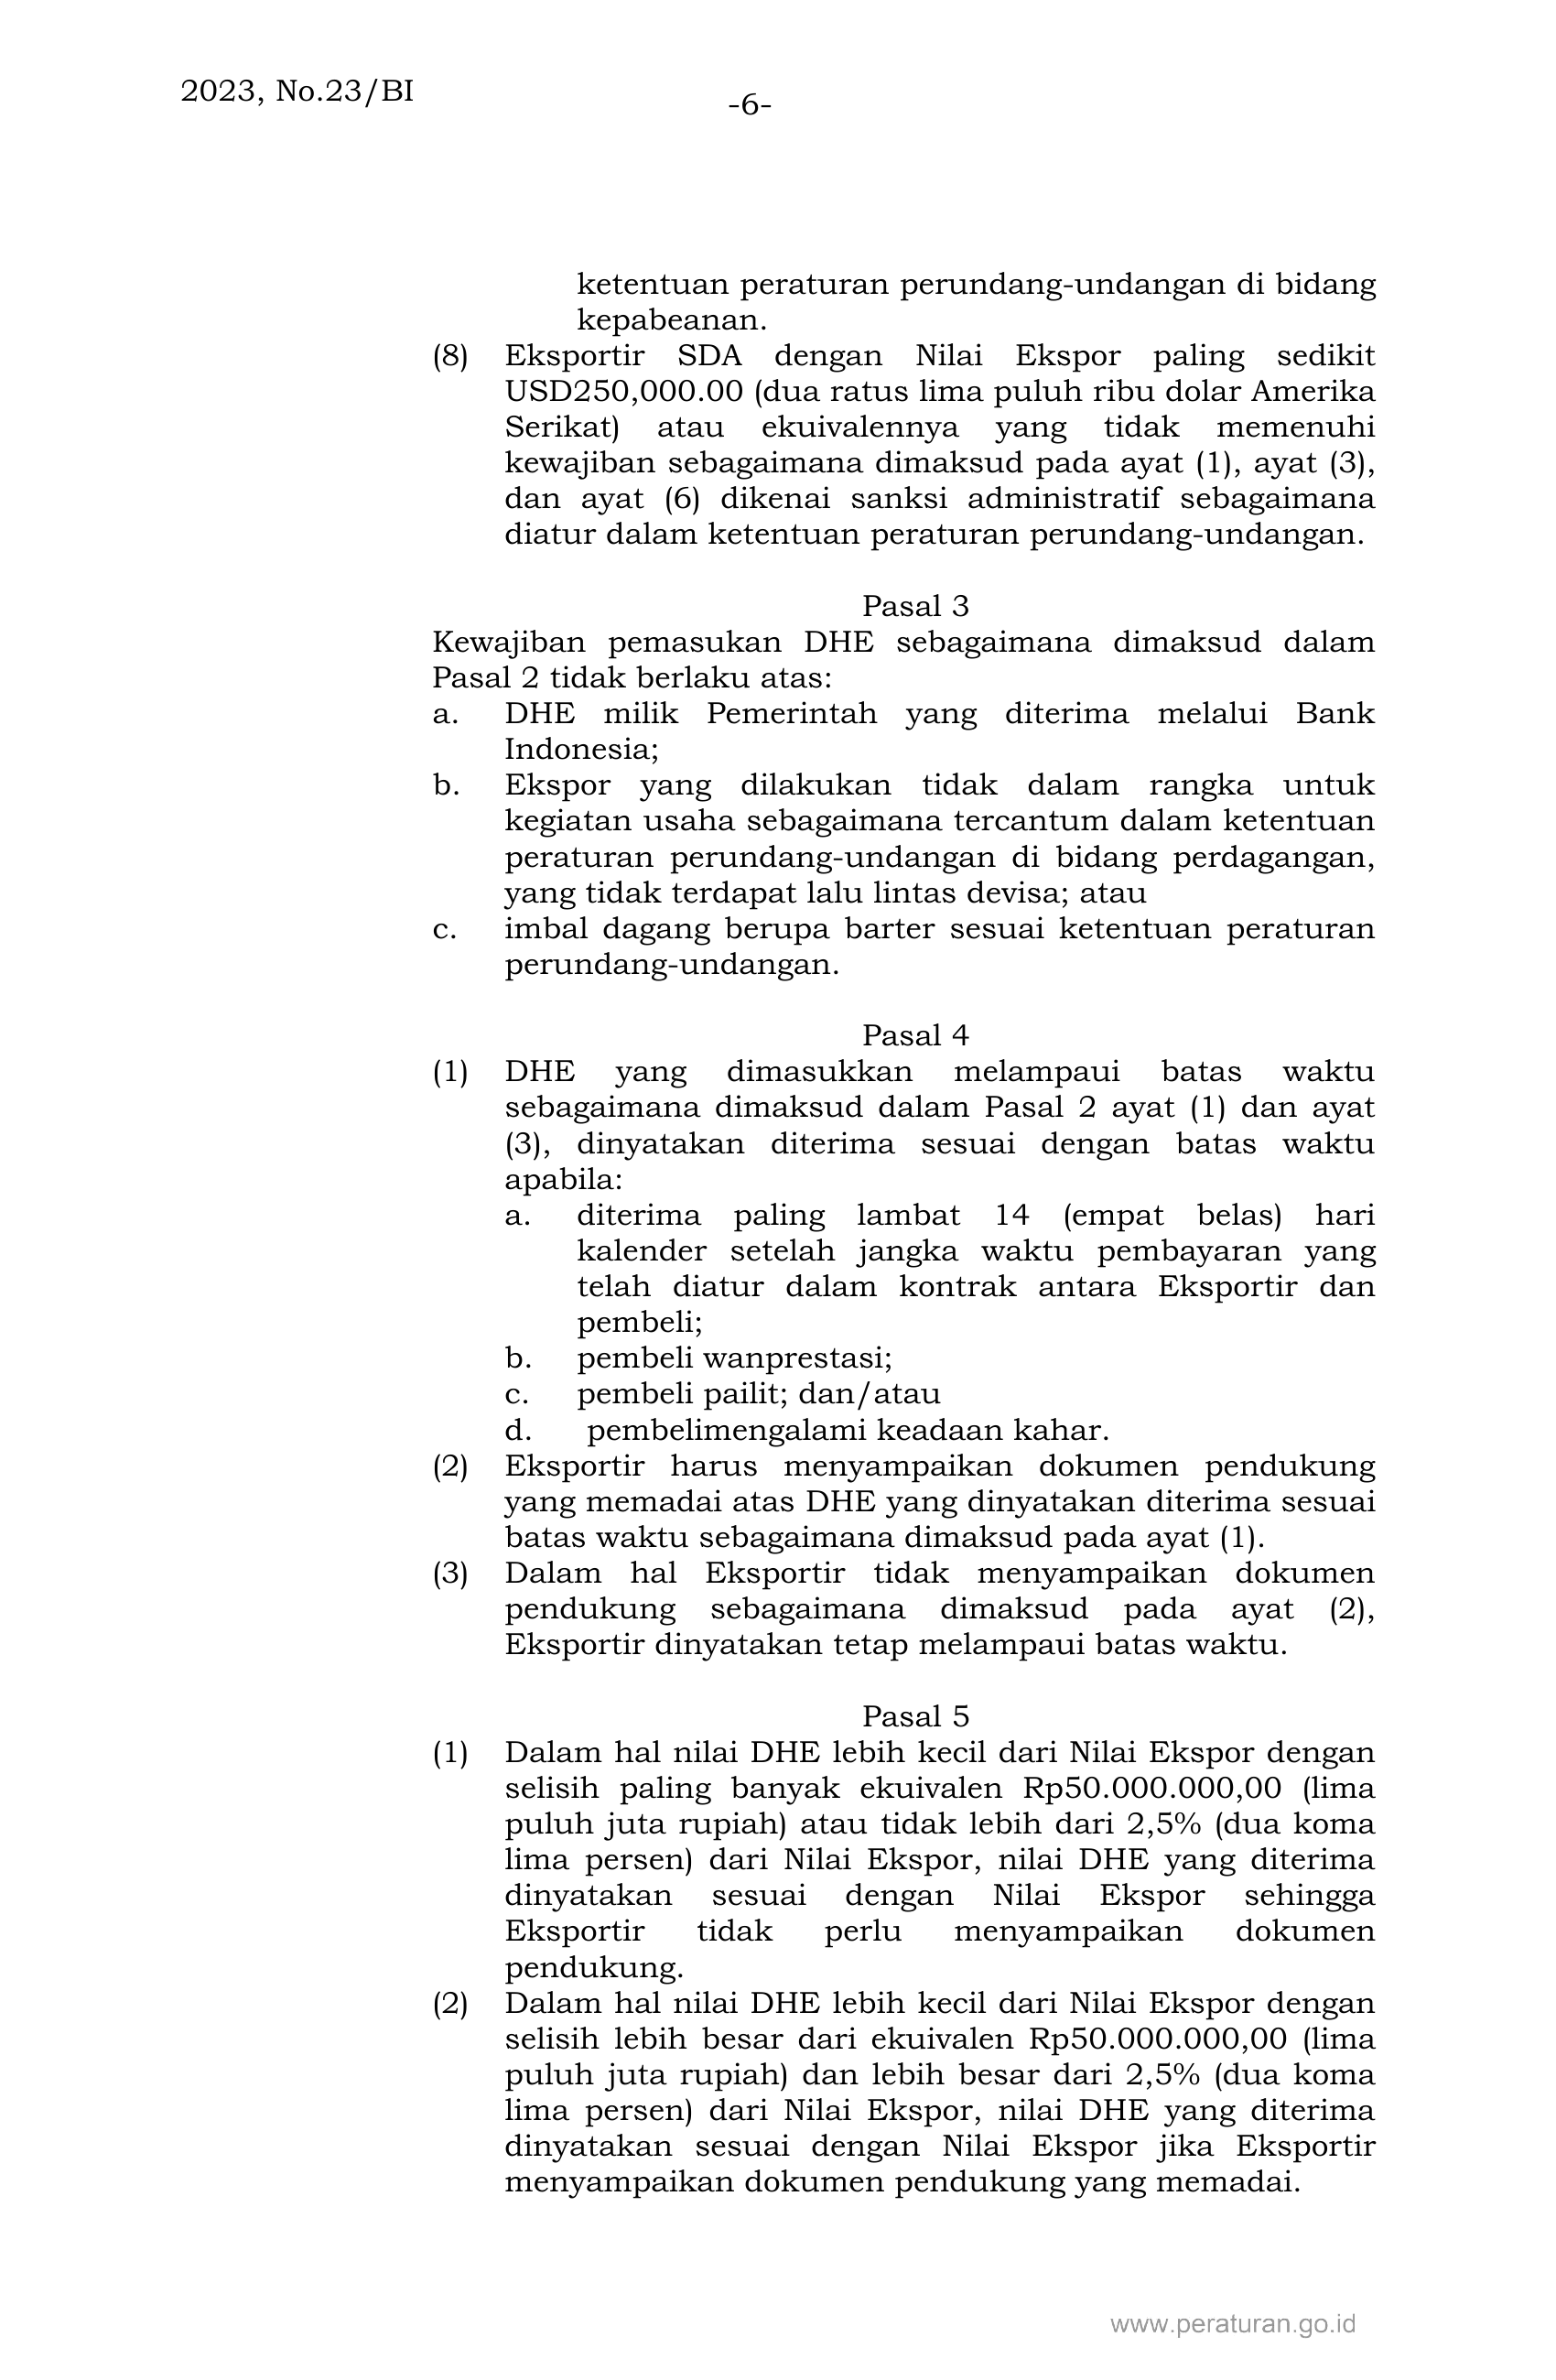 2023, No.23/BI
-6-
ketentuan peraturan perundang-undangan di bidang
kepabeanan.
(8) Eksportir SDA dengan Nilai Ekspor paling sedikit
USD250,000.00 (dua ratus lima puluh ribu dolar Amerika
Serikat) atau ekuivalennya yang tidak memenuhi
kewajiban sebagaimana dimaksud pada ayat (1), ayat (3),
dan ayat (6) dikenai sanksi administratif sebagaimana
diatur dalam ketentuan peraturan perundang-undangan.
Pasal 3
Kewajiban pemasukan DHE sebagaimana dimaksud dalam
Pasal 2 tidak berlaku atas:
a. DHE milik Pemerintah yang diterima melalui Bank
Indonesia;
b. Ekspor yang dilakukan tidak dalam rangka untuk
kegiatan usaha sebagaimana tercantum dalam ketentuan
peraturan perundang-undangan di bidang perdagangan,
yang tidak terdapat lalu lintas devisa; atau
c. imbal dagang berupa barter sesuai ketentuan peraturan
perundang-undangan.
Pasal 4
(1) DHE yang dimasukkan melampaui batas waktu
sebagaimana dimaksud dalam Pasal 2 ayat (1) dan ayat
(3), dinyatakan diterima sesuai dengan batas waktu
apabila:
a. diterima paling lambat 14 (empat belas) hari
kalender setelah jangka waktu pembayaran yang
telah diatur dalam kontrak antara Eksportir dan
pembeli;
b. pembeli wanprestasi;
c. pembeli pailit; dan/atau
d. pembelimengalami keadaan kahar.
(2) Eksportir harus menyampaikan dokumen pendukung
yang memadai atas DHE yang dinyatakan diterima sesuai
batas waktu sebagaimana dimaksud pada ayat (1).
(3) Dalam hal Eksportir tidak menyampaikan dokumen
pendukung sebagaimana dimaksud pada ayat (2),
Eksportir dinyatakan tetap melampaui batas waktu.
Pasal 5
(1) Dalam hal nilai DHE lebih kecil dari Nilai Ekspor dengan
selisih paling banyak ekuivalen Rp50.000.000,00 (lima
puluh juta rupiah) atau tidak lebih dari 2,5% (dua koma
lima persen) dari Nilai Ekspor, nilai DHE yang diterima
dinyatakan sesuai dengan Nilai Ekspor sehingga
Eksportir tidak perlu menyampaikan dokumen
pendukung.
(2) Dalam hal nilai DHE lebih kecil dari Nilai Ekspor dengan
selisih lebih besar dari ekuivalen Rp50.000.000,00 (lima
puluh juta rupiah) dan lebih besar dari 2,5% (dua koma
lima persen) dari Nilai Ekspor, nilai DHE yang diterima
dinyatakan sesuai dengan Nilai Ekspor jika Eksportir
menyampaikan dokumen pendukung yang memadai.
www.peraturan.go.id